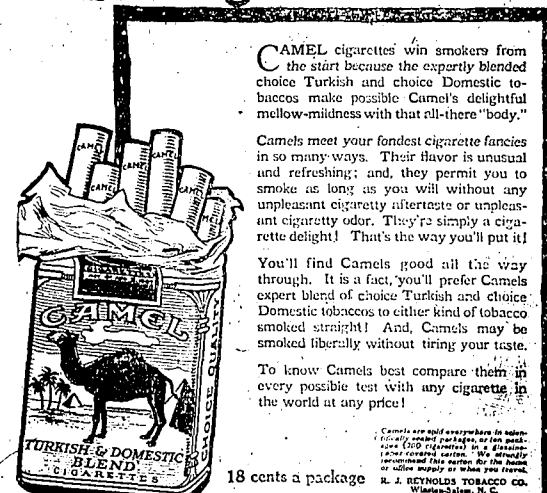 CAMEL cigarettes win smokers from
the start because the expertly blended
choice Turkish and choice Domestic to-
baccos make possible Camel's delightful
mellow-mildness with that all-there "body."
Camels meet your fondest cigarette fancies
in so many ways. Their flavor is unusual
and refreshing; and, they permit you to
smoke as long as you will without any
unpleasant cigaretty aftertaste or unpleas-
ant cigaretty odor. They're simply a ciga-
rette delight! That's the way you'll put it!
You'll find Camels good all the way
through. It is a fact, you'll prefer Camels
expert blend of choice Turkish and choice
Domestic tobaccos to either kind of tobacco
smoked straight! And, Camels may be
smoked liberally without tiring your taste.
To know Camels best compare them in
every possible test with any cigarette in
the world at any price!
Camels are sold everywhere in scien-
tifically sealed packages, or ten pack-
ages (200 cigarettes) in a glassine-
paper covered carton. We strongly
recommend this carton for the home
or office supply or when you travel.
18 cents a package
R. J. REYNOLDS TOBACCO CO.
Winston-Salem, N. C.
CAMEL
CAMEL
CAMEL
CAMEL
CAMEL
CAMEL
TURKISH & DOMESTIC
BLEND
CIGARETTES
CHOICE QUALITY